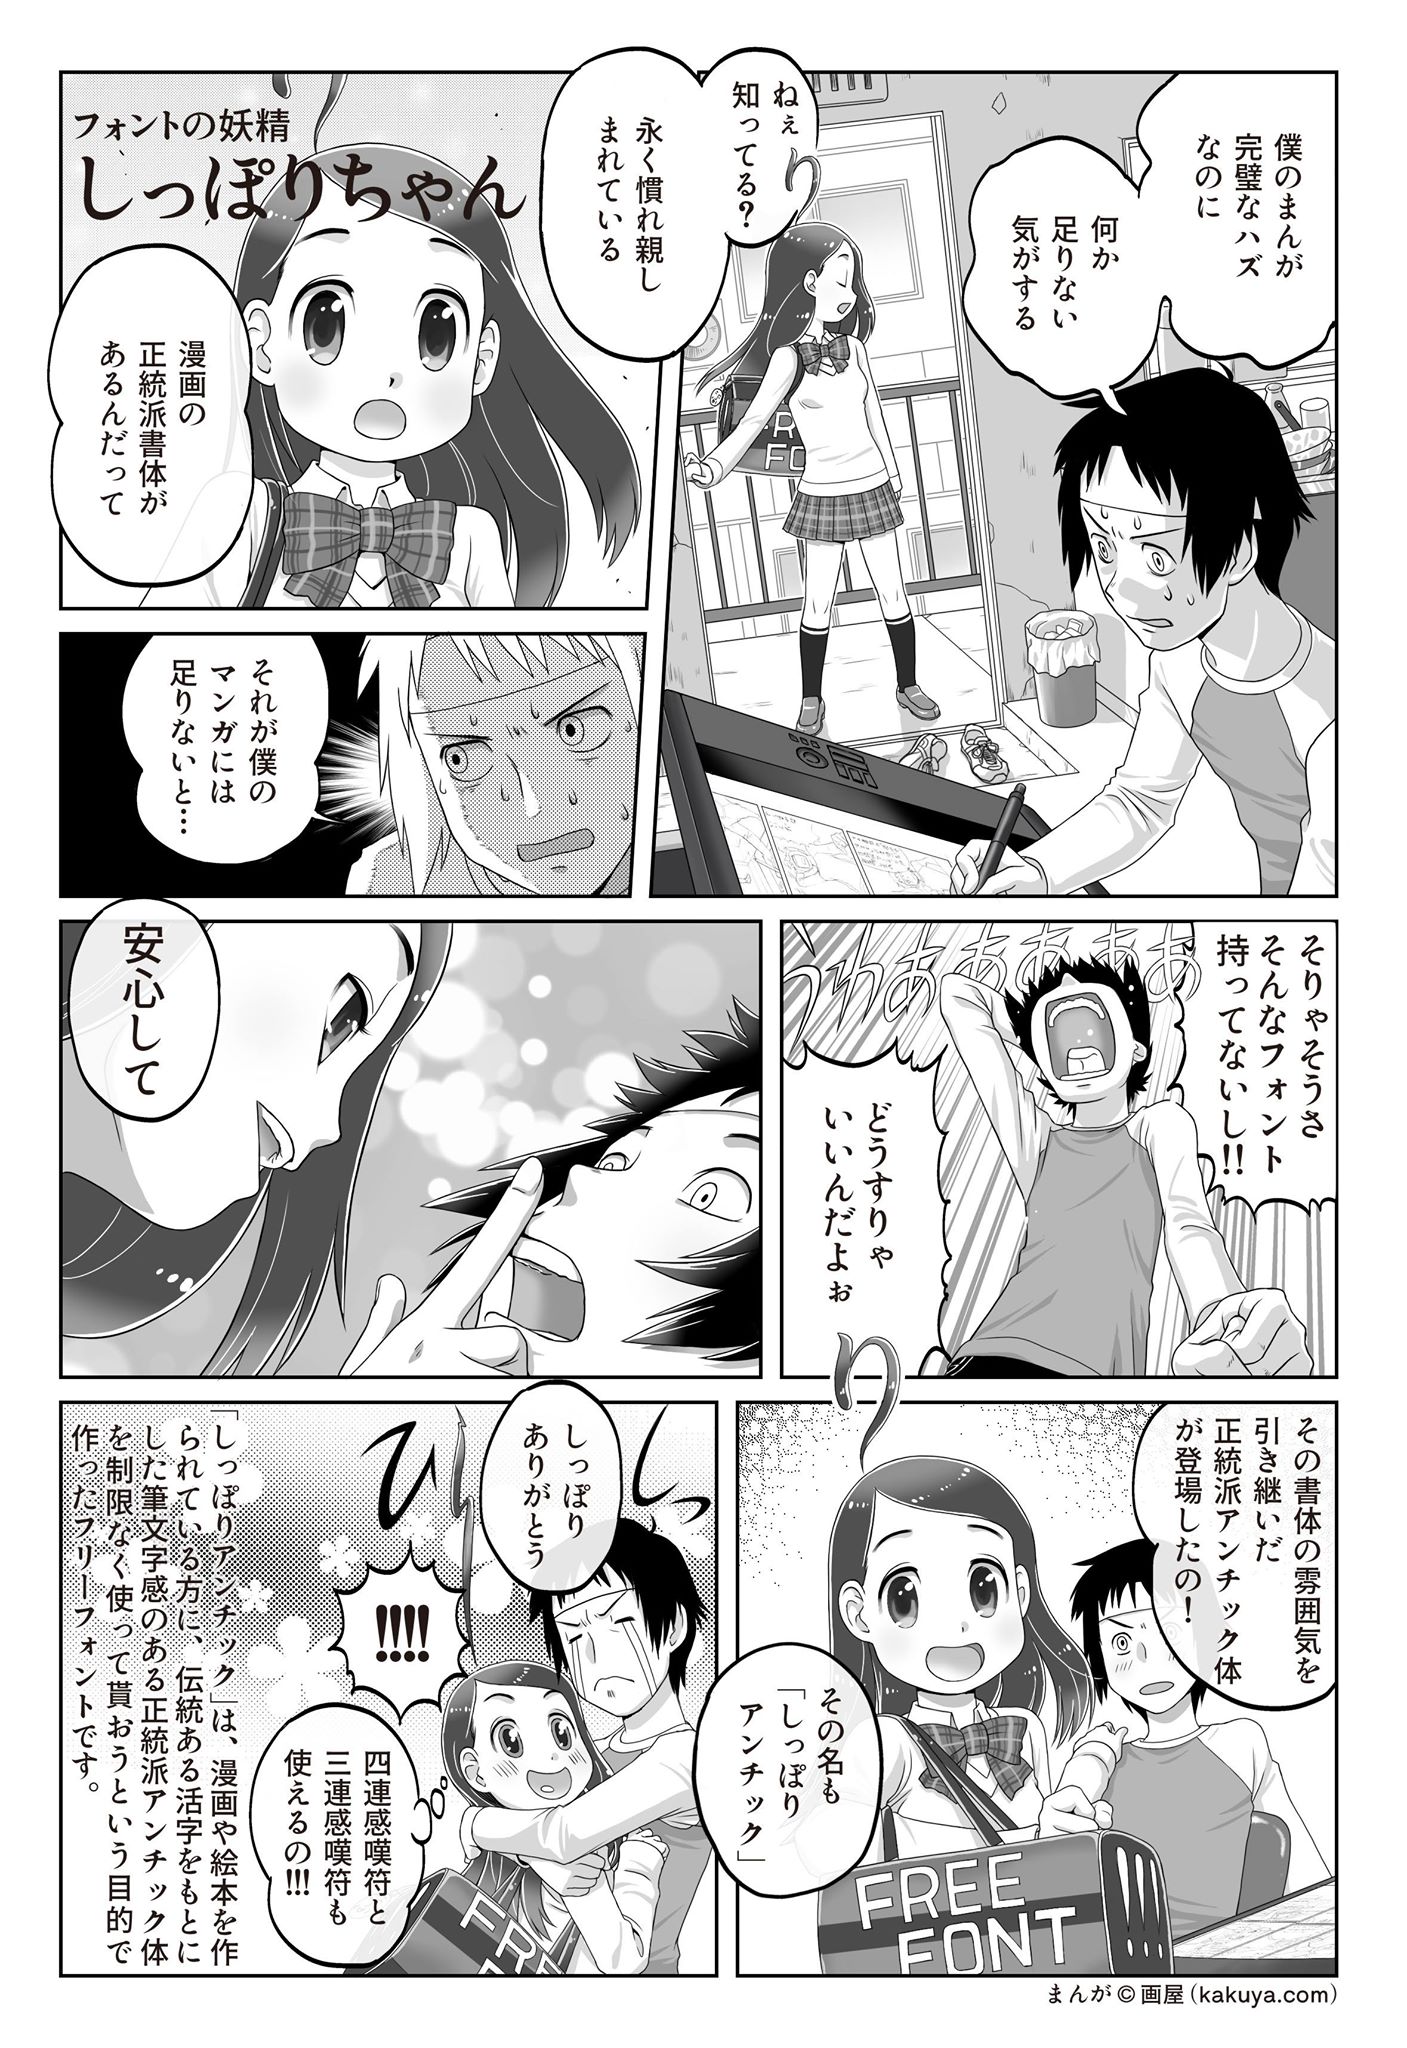 僕のまんが
完璧なハズ
なのに
何か
足りない
気がする
ねぇ
知ってる？
FR
FO
永く慣れ親し
まれている
フォントの妖精
しっぽりちゃん
漫画の
正統派書体が
あるんだって
それが僕の
マンガには
足りないと…
そりゃそうさ
そんなフォント
持ってないし!!
うわああああああ
どうすりゃ
いいんだよぉ
安心して
その書体の雰囲気を
引き継いだ
正統派アンチック体
が登場したの！
その名も
「しっぽり
アンチック」
FREE
FONT
しっ
ぽり
しっぽり
ありがとう
!!!!
四連感嘆符と
三連感嘆符も
使えるの!!!
FREE
「しっぽりアンチック」は、漫画や絵本を作
られている方に、伝統ある活字をもとに
した筆文字感のある正統派アンチック体
を制限なく使って貰おうという目的で
作ったフリーフォントです。
まんが © 画屋（kakuya.com）